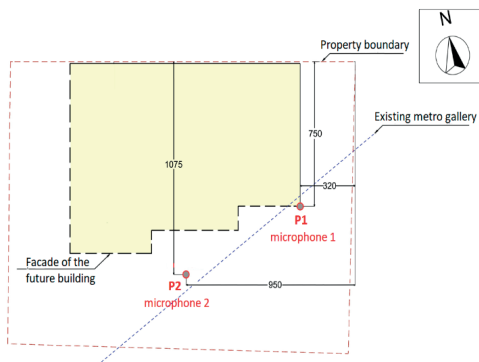 N
Property boundary
Existing metro gallery
750
1075
320
P1
microphone 1
Facade of the
future building
P2
microphone 2
950